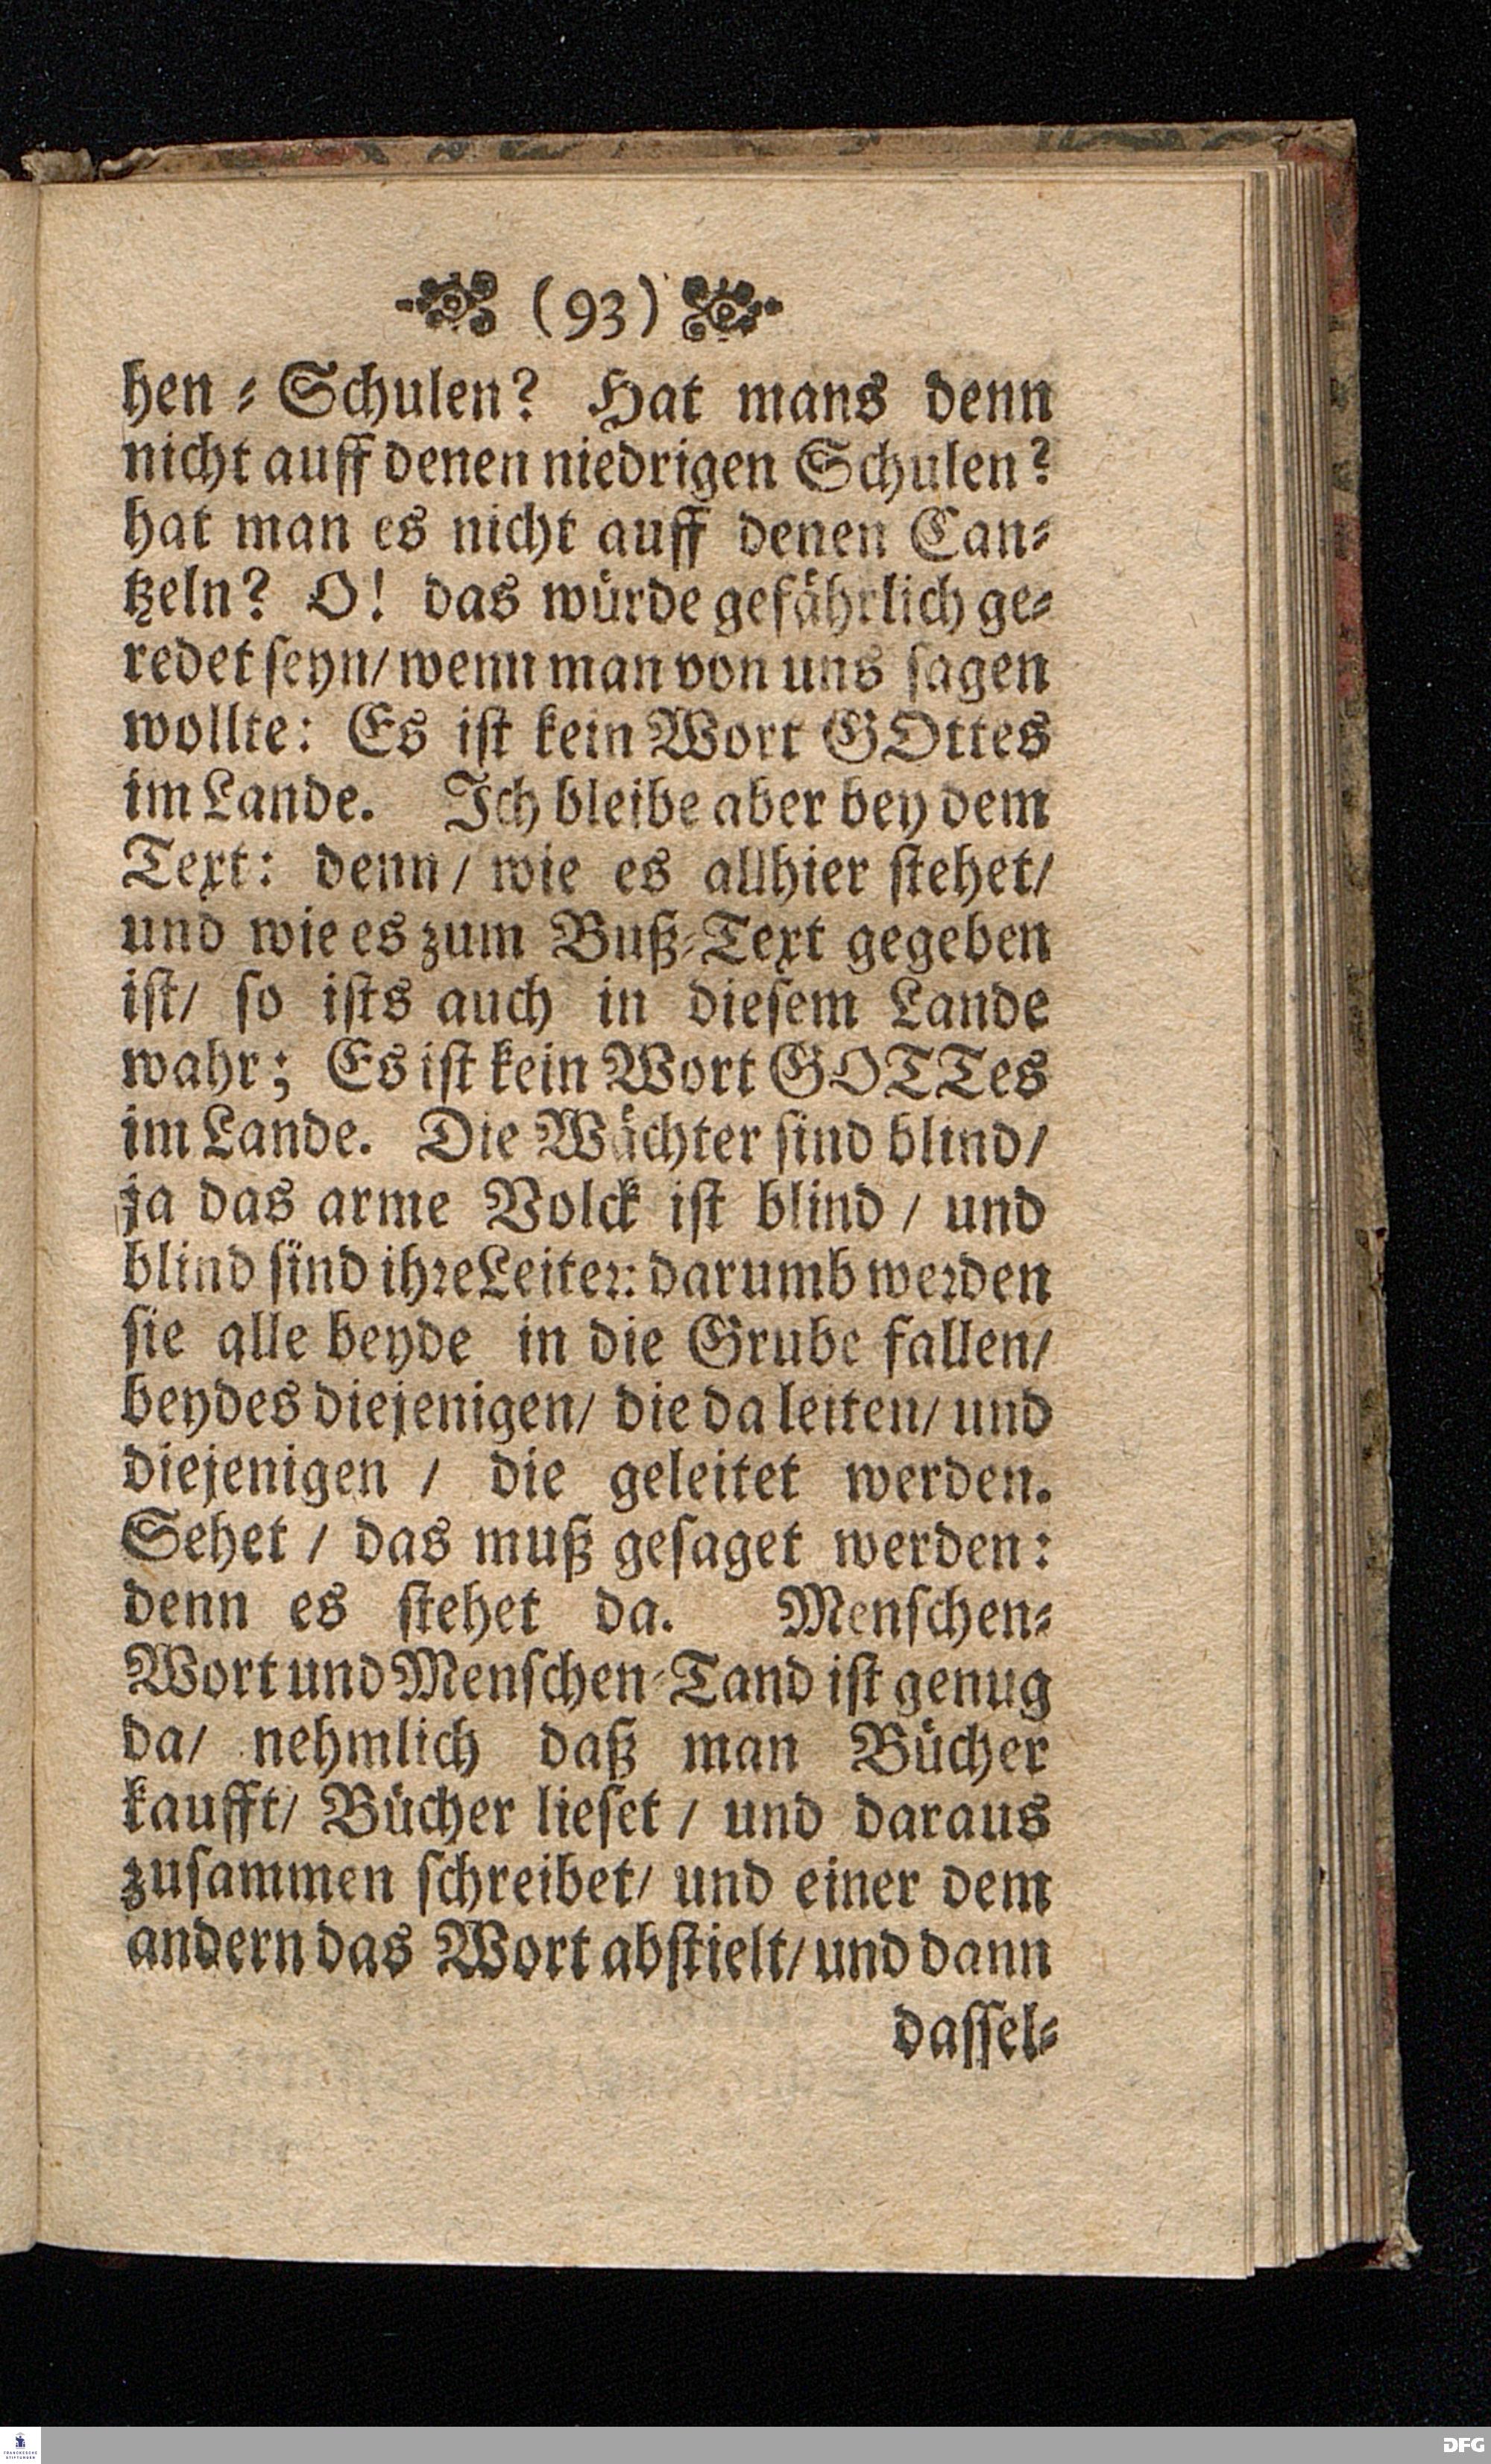 (93)
hen-Schulen? Hat mans denn
nicht auff denen niedrigen Schulen?
hat man es nicht auff denen Can-
tzeln? O! das würde gefährlich ge-
redet seyn/ wenn man von uns sagen
wollte: Es ist kein Wort GOttes
im Lande. Ich bleibe aber bey dem
Text: denn/ wie es allhier stehet/
und wie es zum Buß-Text gegeben
ist/ so ists auch in diesem Lande
wahr; Es ist kein Wort GOTTes
im Lande. Die Wächter sind blind/
ja das arme Volck ist blind / und
blind sind ihre Leiter: darumb werden
sie alle beyde in die Grube fallen/
beydes diejenigen/ die da leiten/ und
diejenigen / die geleitet werden.
Sehet / das muß gesaget werden:
denn es stehet da. Menschen-
Wort und Menschen-Tand ist genug
da/ nehmlich daß man Bücher
kaufft/ Bücher lieset / und daraus
zusammen schreibet/ und einer dem
andern das Wort abstielt/ und dann
dassel-
FRANCKESCHE
STIFTUNGEN
DFG